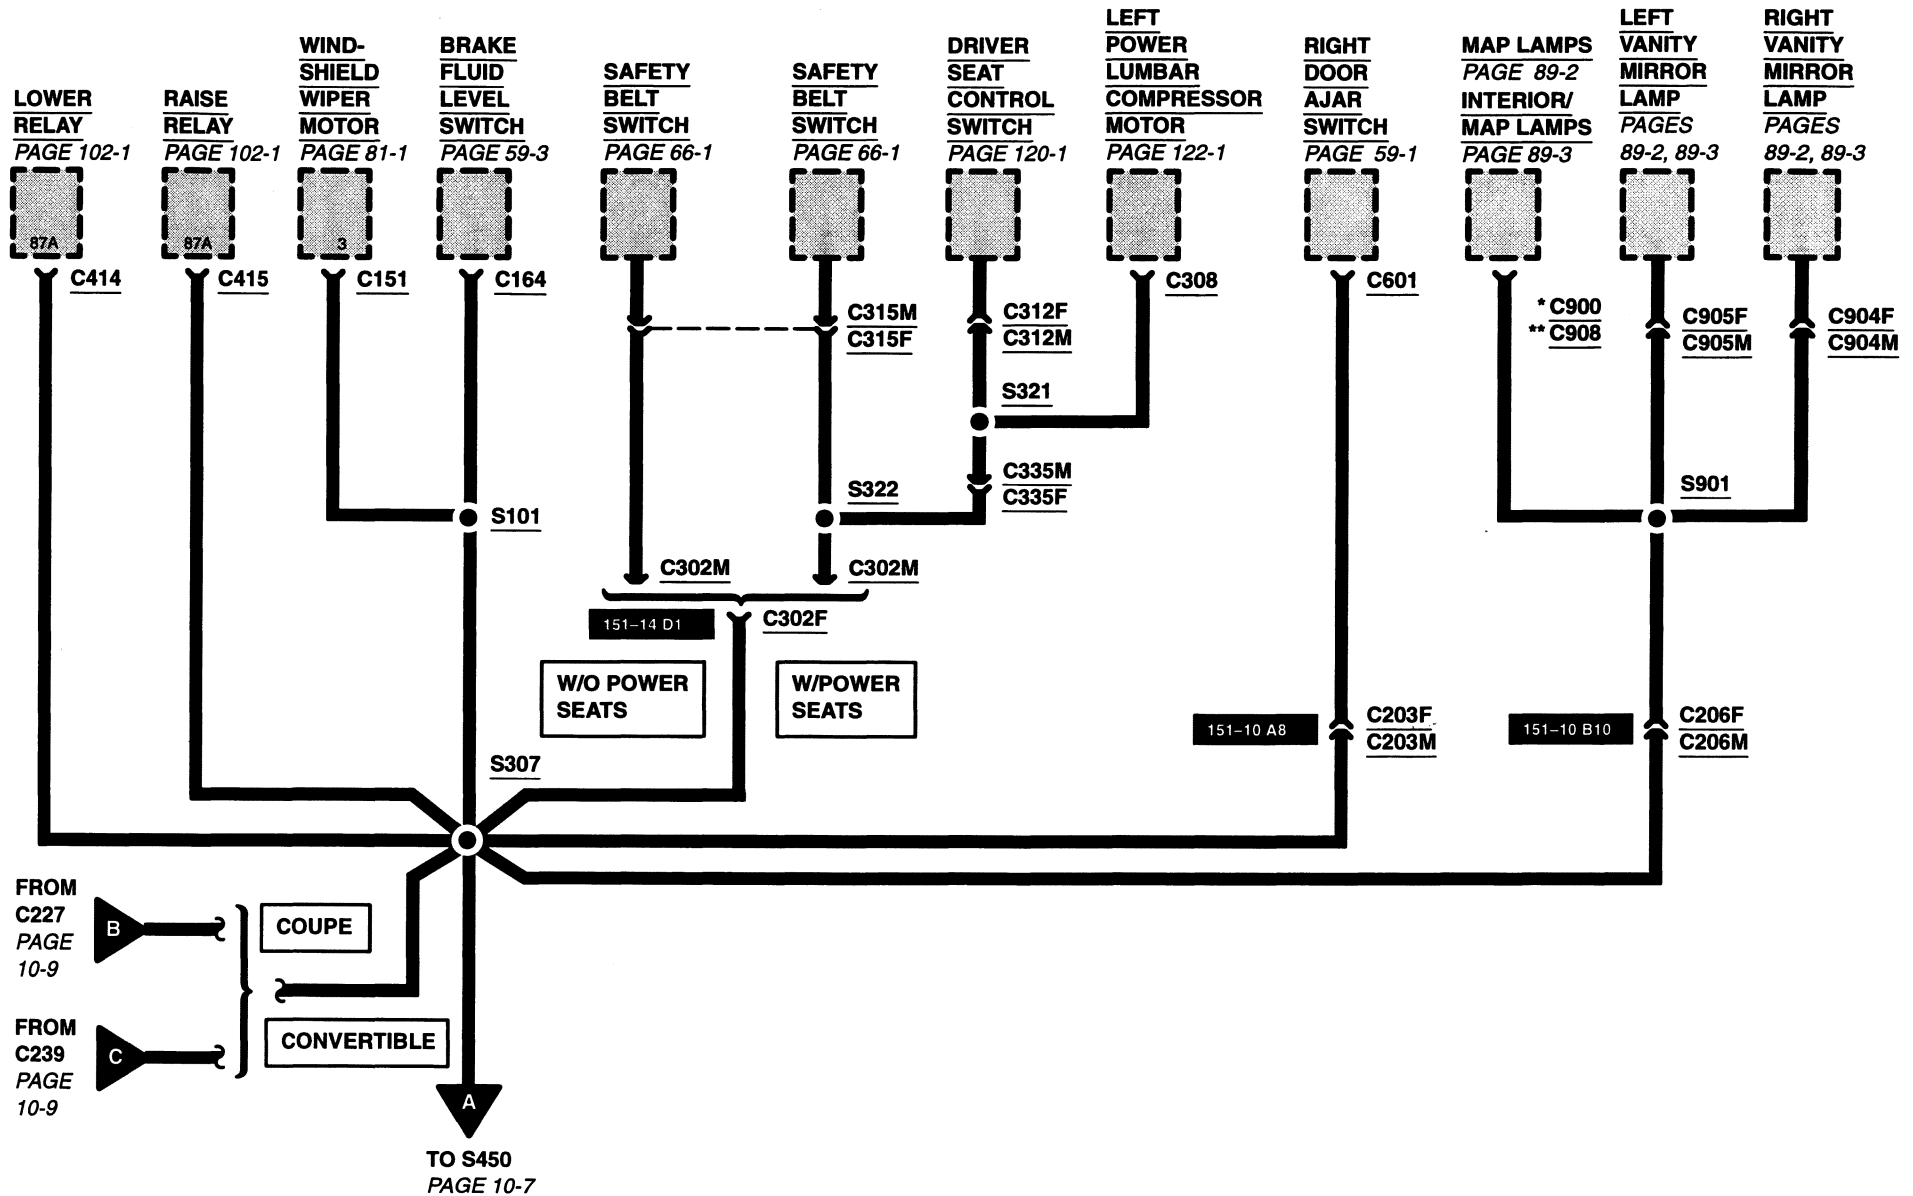 LOWER
RELAY
PAGE 102-1
87A
C414
RAISE
RELAY
PAGE 102-1
87A
C415
WIND-
SHIELD
WIPER
MOTOR
PAGE 81-1
3
C151
BRAKE
FLUID
LEVEL
SWITCH
PAGE 59-3
C164
SAFETY
BELT
SWITCH
PAGE 66-1
SAFETY
BELT
SWITCH
PAGE 66-1
C315M
C315F
DRIVER
SEAT
CONTROL
SWITCH
PAGE 120-1
C312F
C312M
LEFT
POWER
LUMBAR
COMPRESSOR
MOTOR
PAGE 122-1
C308
RIGHT
DOOR
AJAR
SWITCH
PAGE 59-1
C601
MAP LAMPS
PAGE 89-2
INTERIOR/
MAP LAMPS
PAGE 89-3
* C900
** C908
LEFT
VANITY
MIRROR
LAMP
PAGES
89-2, 89-3
C905F
C905M
RIGHT
VANITY
MIRROR
LAMP
PAGES
89-2, 89-3
C904F
C904M
S321
C335M
C335F
S322
S901
S101
C302M
C302M
151-14 D1
C302F
W/O POWER
SEATS
W/POWER
SEATS
151-10 A8
C203F
C203M
151-10 B10
C206F
C206M
S307
FROM
C227
PAGE
10-9
B
COUPE
FROM
C239
PAGE
10-9
C
CONVERTIBLE
A
TO S450
PAGE 10-7